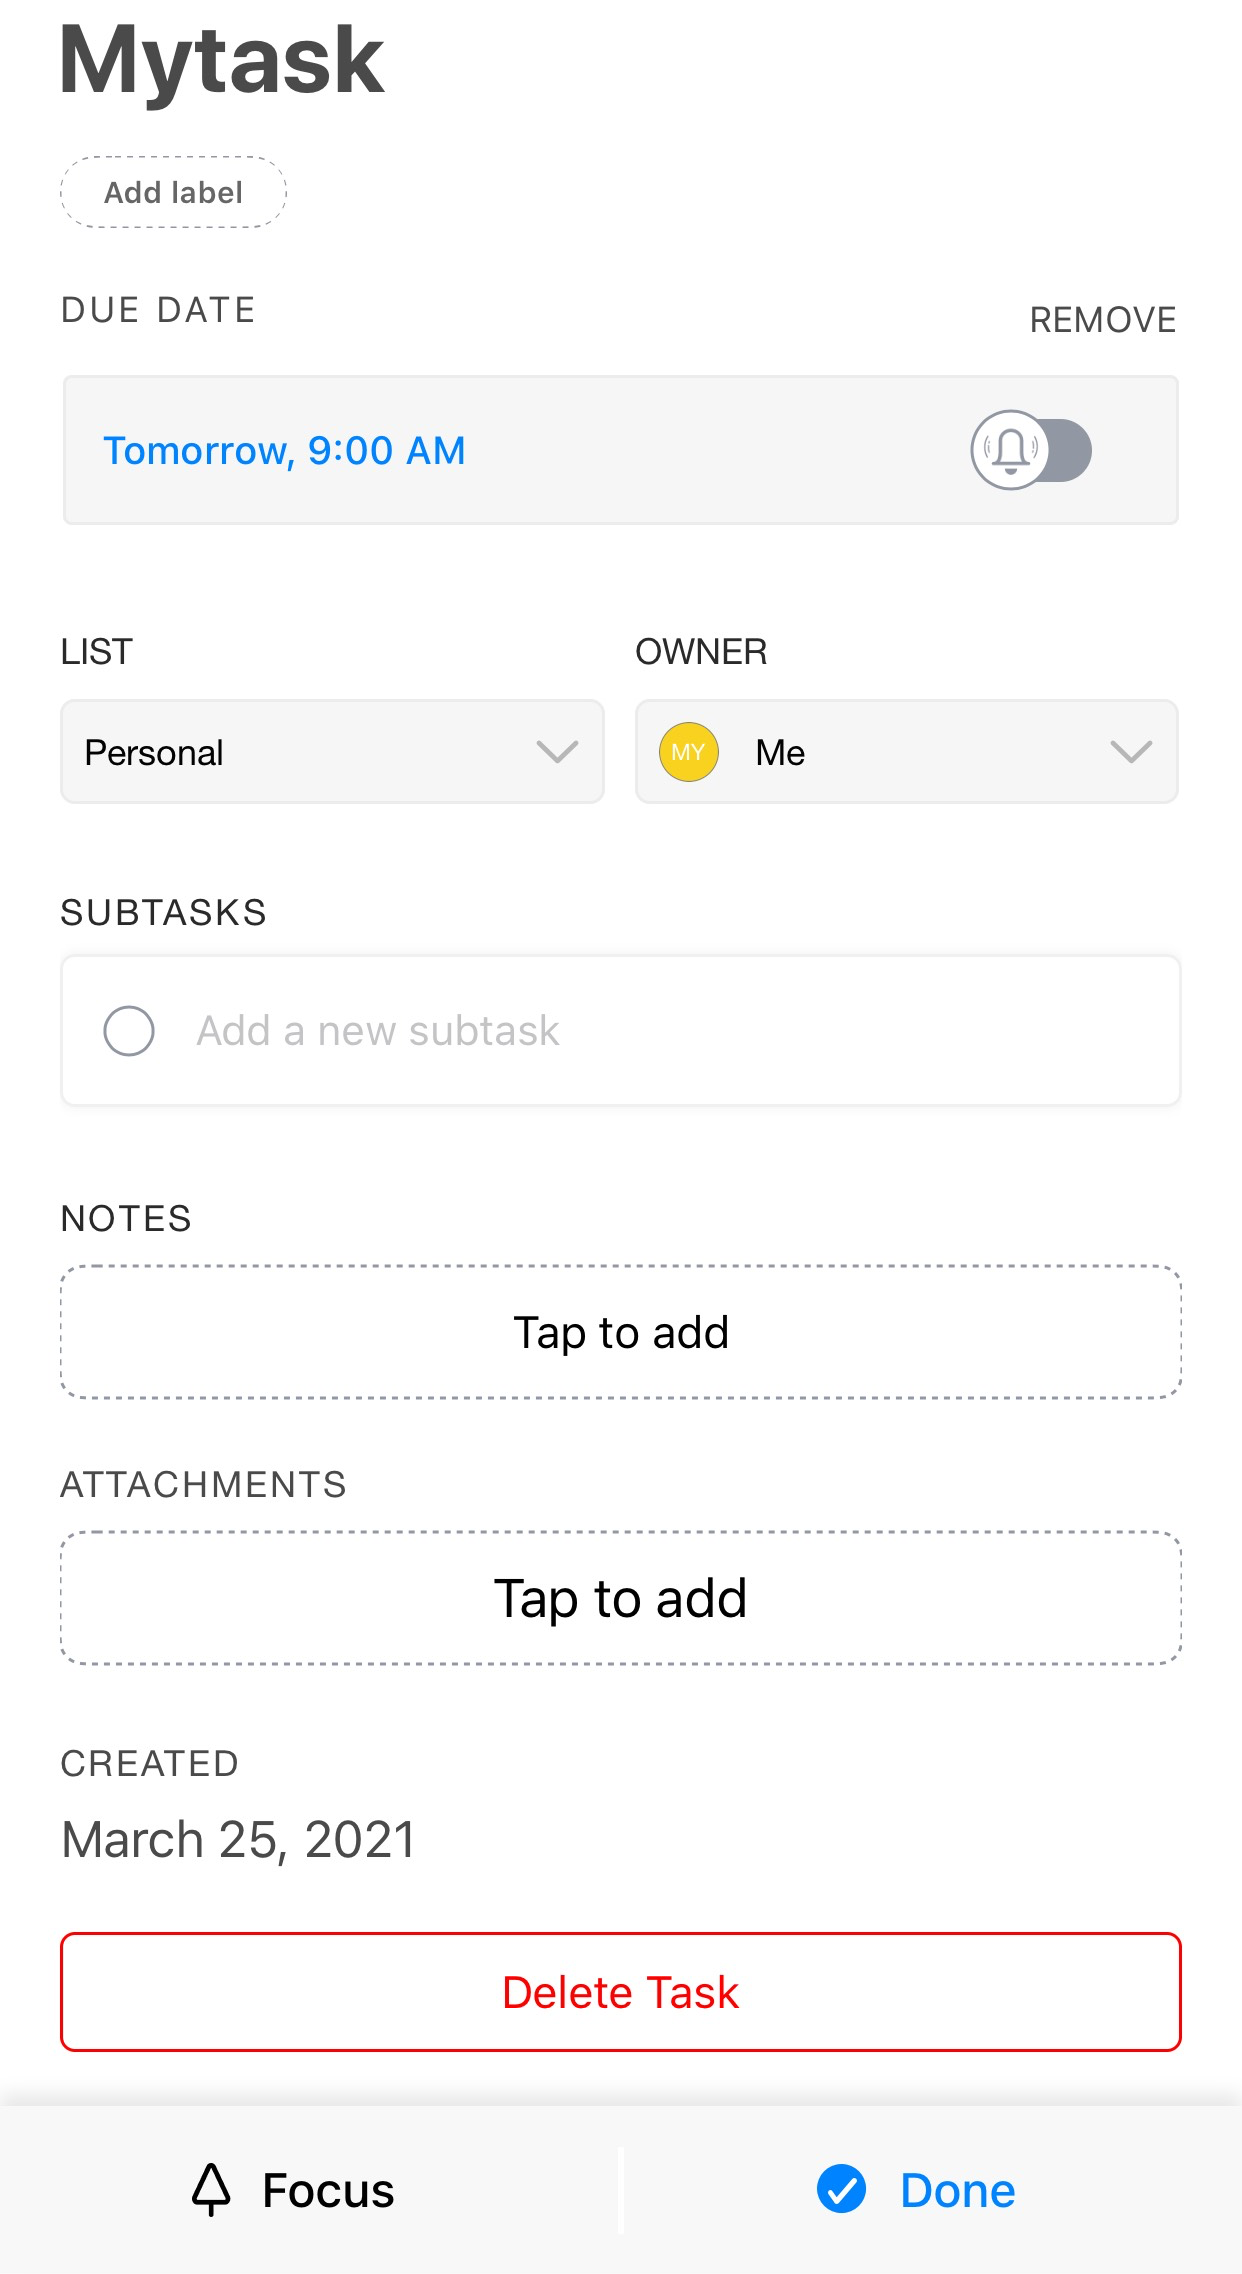 Mytask
Add label
DUE DATE
REMOVE
Tomorrow, 9:00 AM
LIST
OWNER
Personal
MY
Me
SUBTASKS
Add a new subtask
NOTES
Tap to add
ATTACHMENTS
Tap to add
CREATED
March 25, 2021
Delete Task
Focus
Done